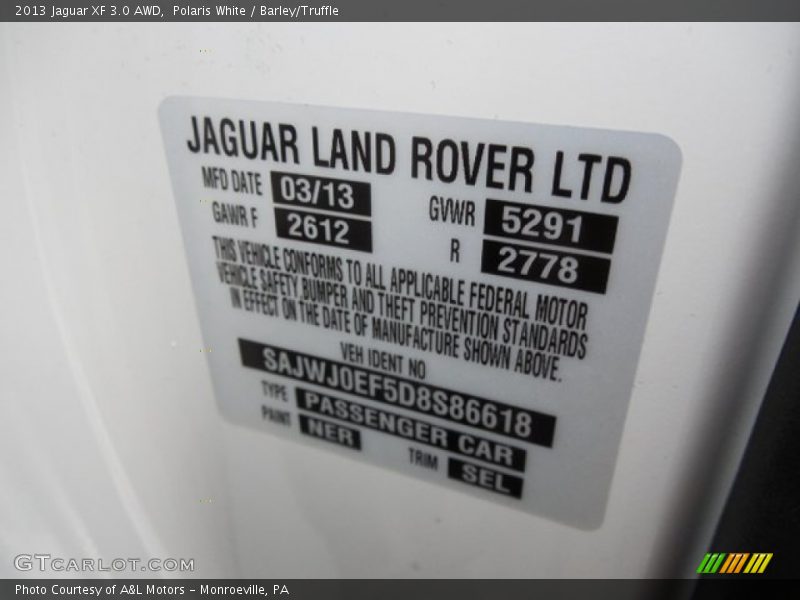 2013 Jaguar XF 3.0 AWD, Polaris White / Barley/Truffle
JAGUAR LAND ROVER LTD
MFD DATE 03/13 GVWR 5291
GAWR F 2612 R 2778
THIS VEHICLE CONFORMS TO ALL APPLICABLE FEDERAL MOTOR
VEHICLE SAFETY BUMPER AND THEFT PREVENTION STANDARDS
IN EFFECT ON THE DATE OF MANUFACTURE SHOWN ABOVE.
VEH IDENT NO
SAJWJ0EF5D8S86618
TYPE PASSENGER CAR
PAINT NER TRIM SEL
GTCARLOT.COM
Photo Courtesy of A&L Motors - Monroeville, PA